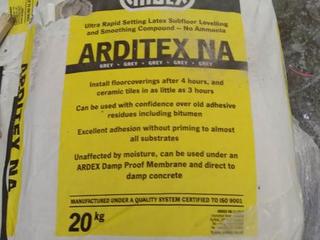 ARDEX
Ultra Rapid Setting Latex Subfloor Levelling
and Smoothing Compound – No Ammonia
ARDITEX NA
GREY • GREY • GREY • GREY • GREY
Install floorcoverings after 4 hours, and
ceramic tiles in as little as 3 hours
Can be used with confidence over old adhesive
residues including bitumen
Excellent adhesion without priming to almost
all substrates
Unaffected by moisture, can be used under an
ARDEX Damp Proof Membrane and direct to
damp concrete
MANUFACTURED UNDER A QUALITY SYSTEM CERTIFIED TO ISO 9001
20kg
ARDITEX NA